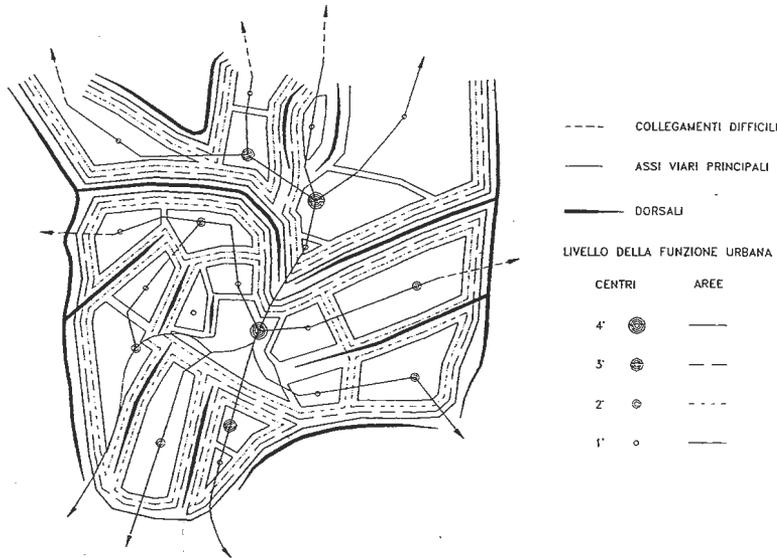 COLLEGAMENTI DIFFICILI
ASSI VIARI PRINCIPALI
DORSALI
LIVELLO DELLA FUNZIONE URBANA
CENTRI AREE
4°
3°
2°
1°